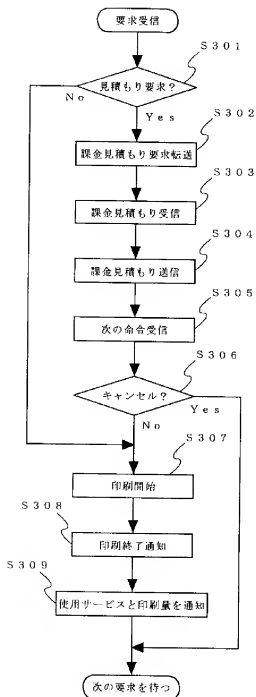 要求受信
S301
見積もり要求?
No
Yes
S302
課金見積もり要求転送
S303
課金見積もり受信
S304
課金見積もり送信
S305
次の命令受信
S306
キャンセル?
Yes
No
S307
印刷開始
S308
印刷終了通知
S309
使用サービスと印刷量を通知
次の要求を待つ